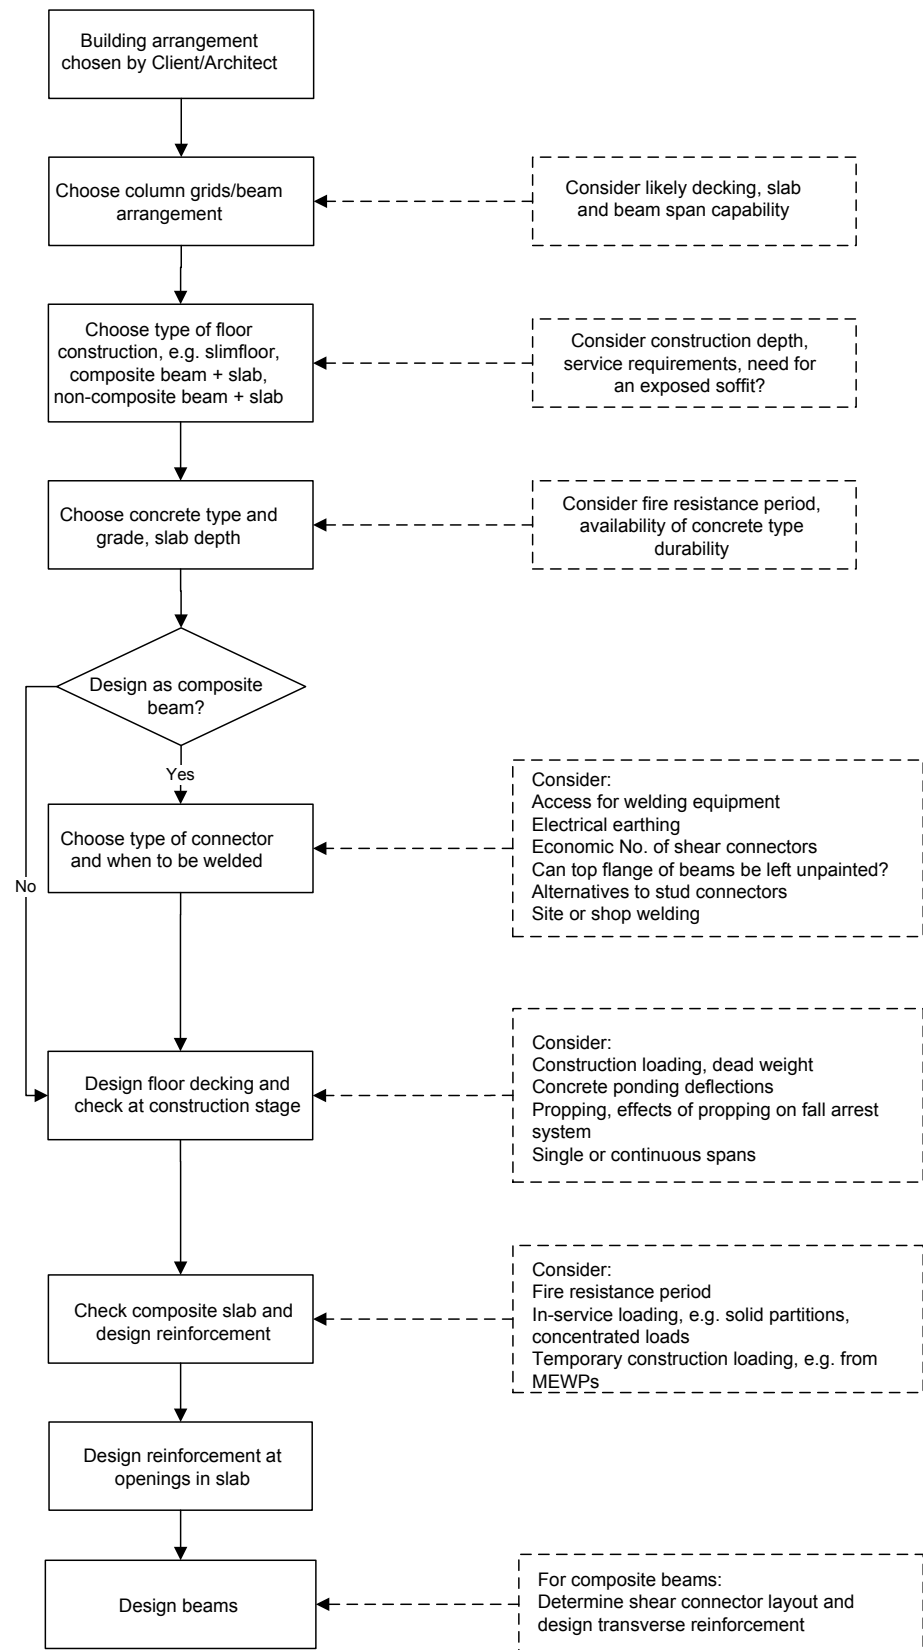 Building arrangement
chosen by Client/Architect
Choose column grids/beam
arrangement
Consider likely decking, slab
and beam span capability
Choose type of floor
construction, e.g. slimfloor,
composite beam + slab,
non-composite beam + slab
Consider construction depth,
service requirements, need for
an exposed soffit?
Choose concrete type and
grade, slab depth
Consider fire resistance period,
availability of concrete type
durability
Design as composite
beam?
Yes
No
Choose type of connector
and when to be welded
Consider:
Access for welding equipment
Electrical earthing
Economic No. of shear connectors
Can top flange of beams be left unpainted?
Alternatives to stud connectors
Site or shop welding
Design floor decking and
check at construction stage
Consider:
Construction loading, dead weight
Concrete ponding deflections
Propping, effects of propping on fall arrest
system
Single or continuous spans
Check composite slab and
design reinforcement
Consider:
Fire resistance period
In-service loading, e.g. solid partitions,
concentrated loads
Temporary construction loading, e.g. from
MEWPs
Design reinforcement at
openings in slab
Design beams
For composite beams:
Determine shear connector layout and
design transverse reinforcement